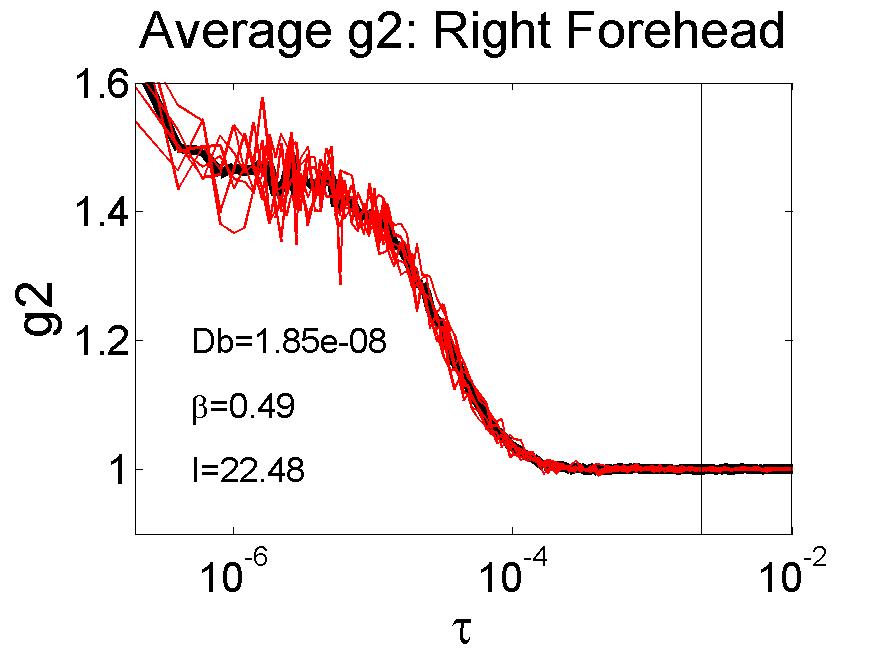 Average g2: Right Forehead
1.6
1.4
1.2
1
g2
Db=1.85e-08
β=0.49
I=22.48
10^-6 10^-4 10^-2
τ